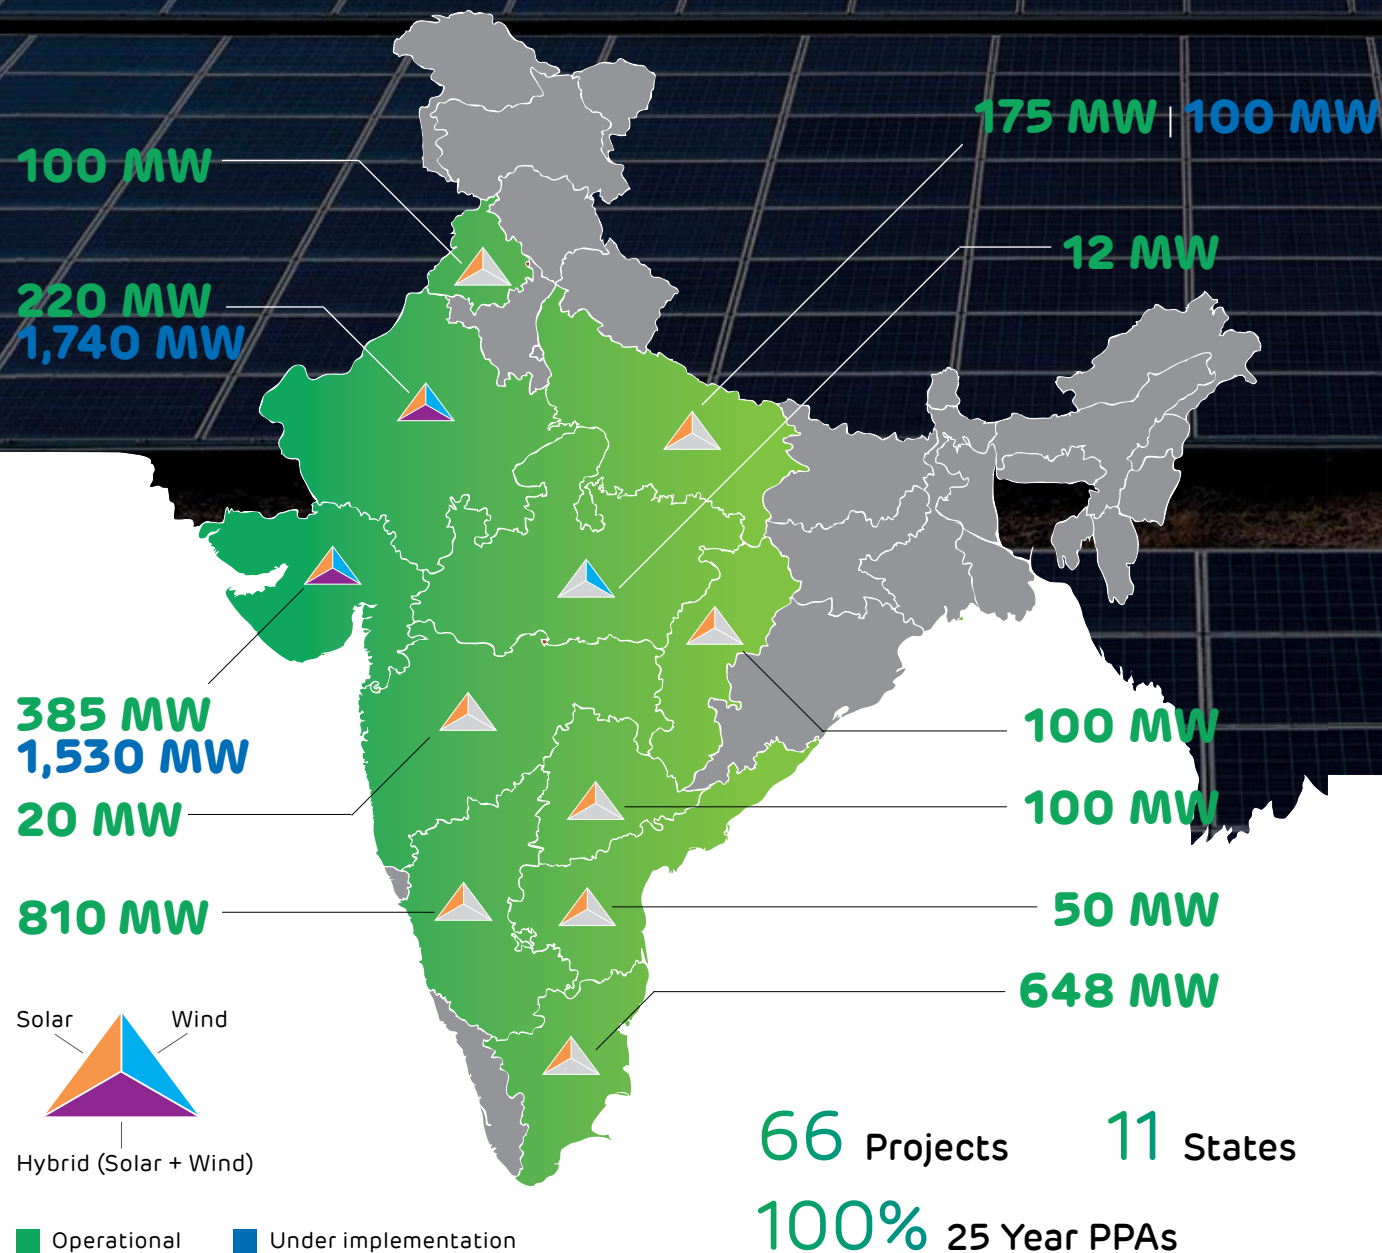 175 MW | 100 MW
100 MW
12 MW
220 MW
1,740 MW
385 MW
1,530 MW
100 MW
20 MW
100 MW
810 MW
50 MW
648 MW
Solar
Wind
Hybrid (Solar + Wind)
66 Projects
11 States
100% 25 Year PPAs
Operational
Under implementation